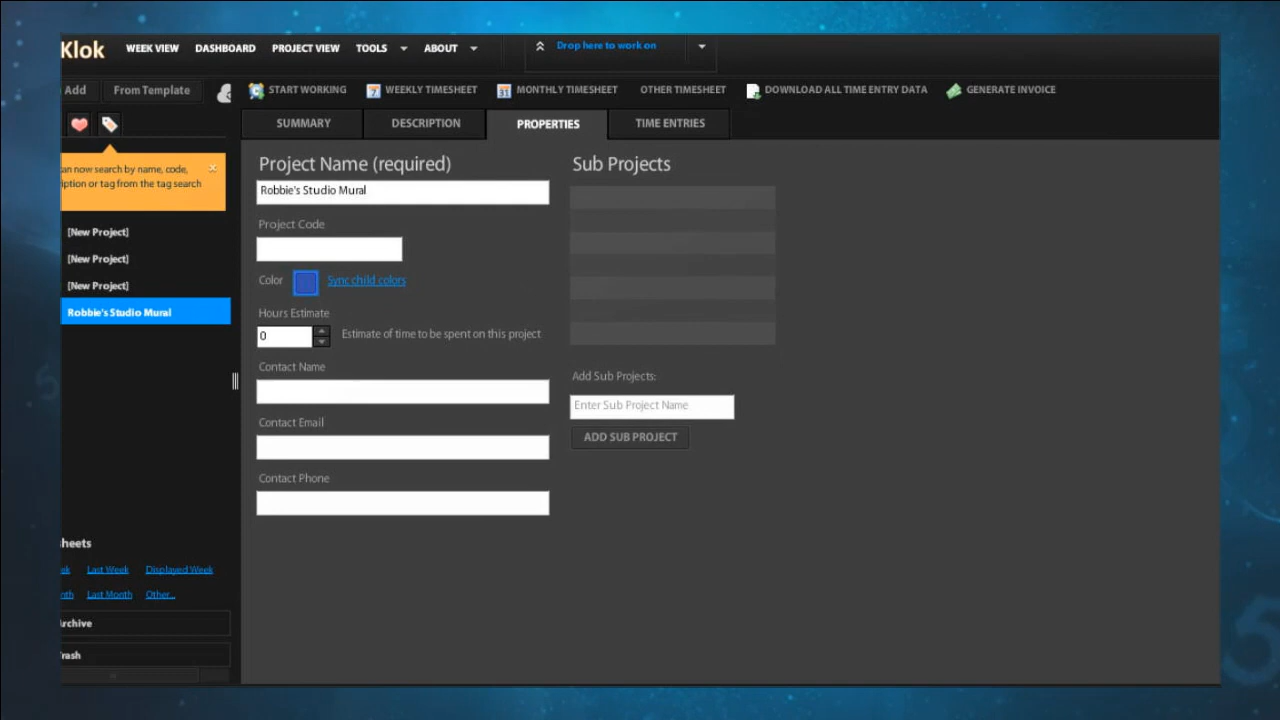 Klok
WEEK VIEW DASHBOARD PROJECT VIEW TOOLS ABOUT
Drop here to work on
Add From Template
START WORKING WEEKLY TIMESHEET MONTHLY TIMESHEET OTHER TIMESHEET DOWNLOAD ALL TIME ENTRY DATA GENERATE INVOICE
SUMMARY DESCRIPTION PROPERTIES TIME ENTRIES
an now search by name, code,
iption or tag from the tag search
[New Project]
[New Project]
[New Project]
Robbie's Studio Mural
heets
ek Last Week Displayed Week
nth Last Month Other...
Archive
Trash
Project Name (required)
Robbie's Studio Mural
Project Code
Color Sync child colors
Hours Estimate
0 Estimate of time to be spent on this project
Contact Name
Contact Email
Contact Phone
Sub Projects
Add Sub Projects:
Enter Sub Project Name
ADD SUB PROJECT